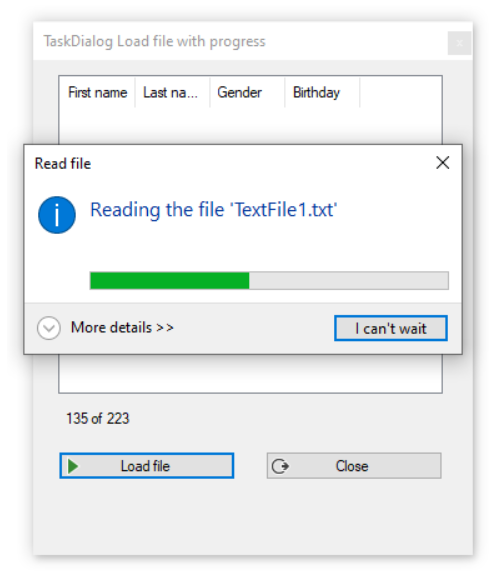 TaskDialog Load file with progress
x
First name Last na... Gender Birthday
Read file
Reading the file 'TextFile1.txt'
More details >>
I can't wait
135 of 223
Load file
Close